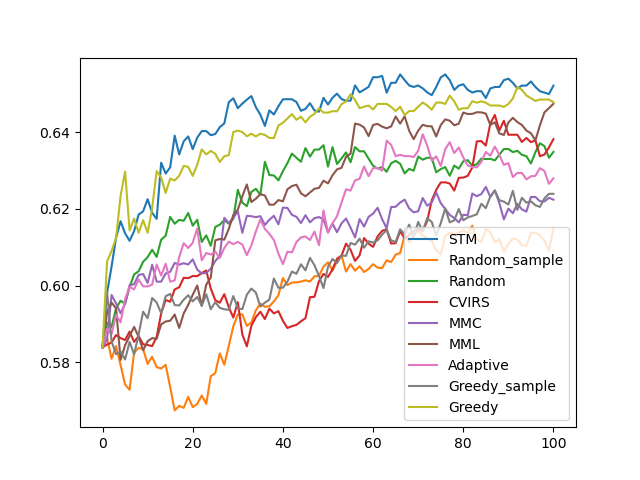 0.64
0.62
0.60
0.58
0
20
40
60
80
100
STM
Random_sample
Random
CVIRS
MMC
MML
Adaptive
Greedy_sample
Greedy